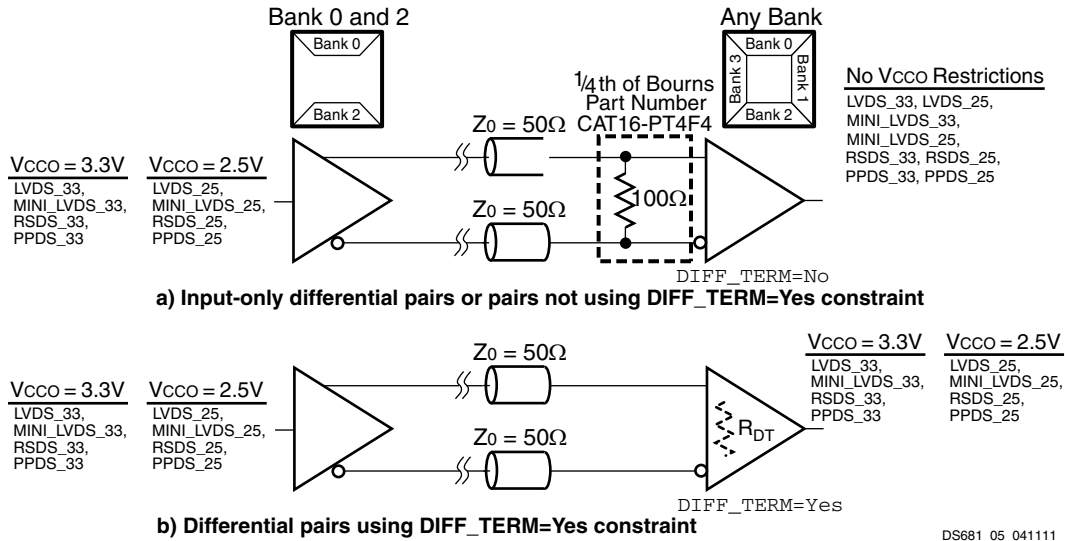 Bank 0 and 2
Any Bank
Bank 0
Bank 2
Bank 0
Bank 3
Bank 1
Bank 2
1/4th of Bourns
Part Number
CAT16-PT4F4
No VCCO Restrictions
LVDS_33, LVDS_25,
MINI_LVDS_33,
MINI_LVDS_25,
RSDS_33, RSDS_25,
PPDS_33, PPDS_25
VCCO = 3.3V
LVDS_33,
MINI_LVDS_33,
RSDS_33,
PPDS_33
VCCO = 2.5V
LVDS_25,
MINI_LVDS_25,
RSDS_25,
PPDS_25
Z0 = 50Ω
Z0 = 50Ω
100Ω
DIFF_TERM=No
a) Input-only differential pairs or pairs not using DIFF_TERM=Yes constraint
VCCO = 3.3V
LVDS_33,
MINI_LVDS_33,
RSDS_33,
PPDS_33
VCCO = 2.5V
LVDS_25,
MINI_LVDS_25,
RSDS_25,
PPDS_25
Z0 = 50Ω
Z0 = 50Ω
RDT
VCCO = 3.3V
LVDS_33,
MINI_LVDS_33,
RSDS_33,
PPDS_33
VCCO = 2.5V
LVDS_25,
MINI_LVDS_25,
RSDS_25,
PPDS_25
DIFF_TERM=Yes
b) Differential pairs using DIFF_TERM=Yes constraint
DS681_05_041111